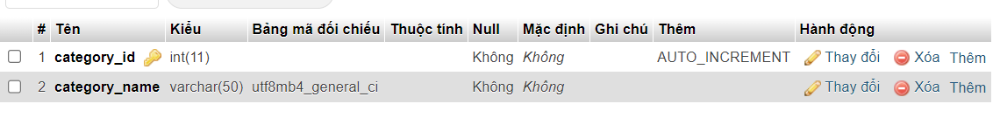 # Tên Kiểu Bảng mã đối chiếu Thuộc tính Null Mặc định Ghi chú Thêm Hành động
1 category_id int(11) Không Không AUTO_INCREMENT Thay đổi Xóa Thêm
2 category_name varchar(50) utf8mb4_general_ci Không Không Thay đổi Xóa Thêm